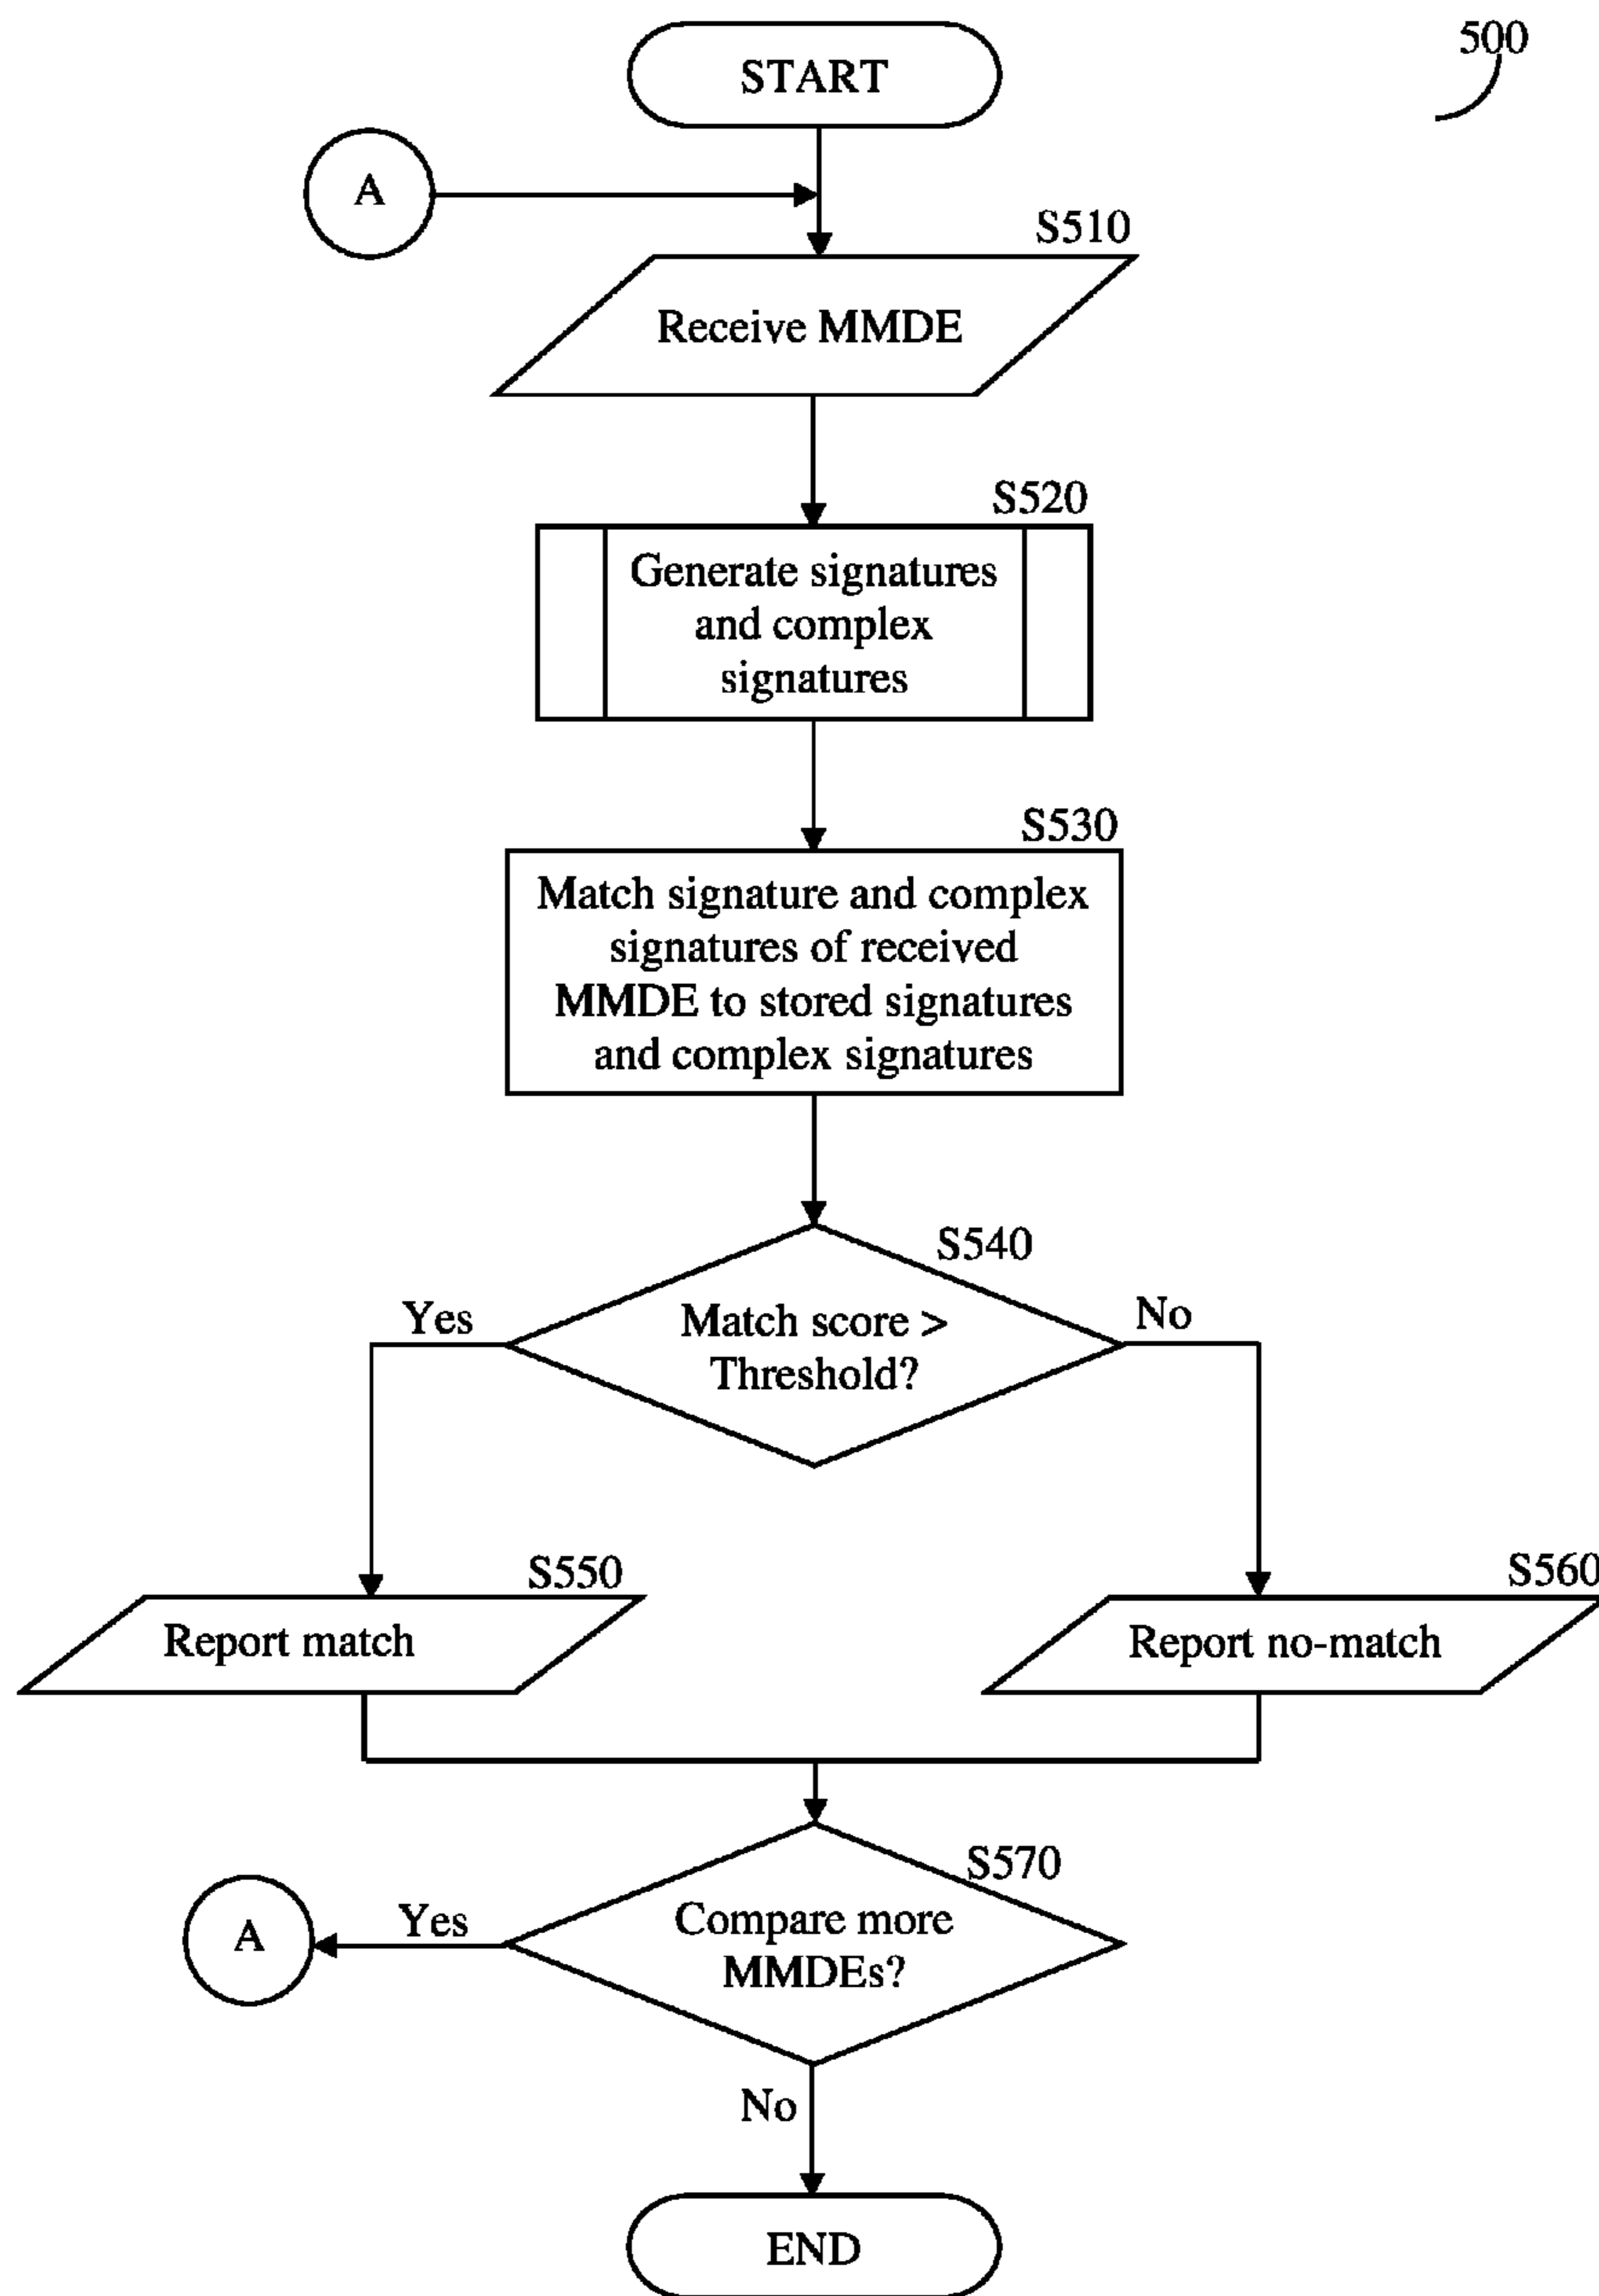 START
500
A
S510
Receive MMDE
S520
Generate signatures
and complex
signatures
S530
Match signature and complex
signatures of received
MMDE to stored signatures
and complex signatures
S540
Yes
Match score >
Threshold?
No
S550
Report match
S560
Report no-match
S570
A
Yes
Compare more
MMDEs?
No
END